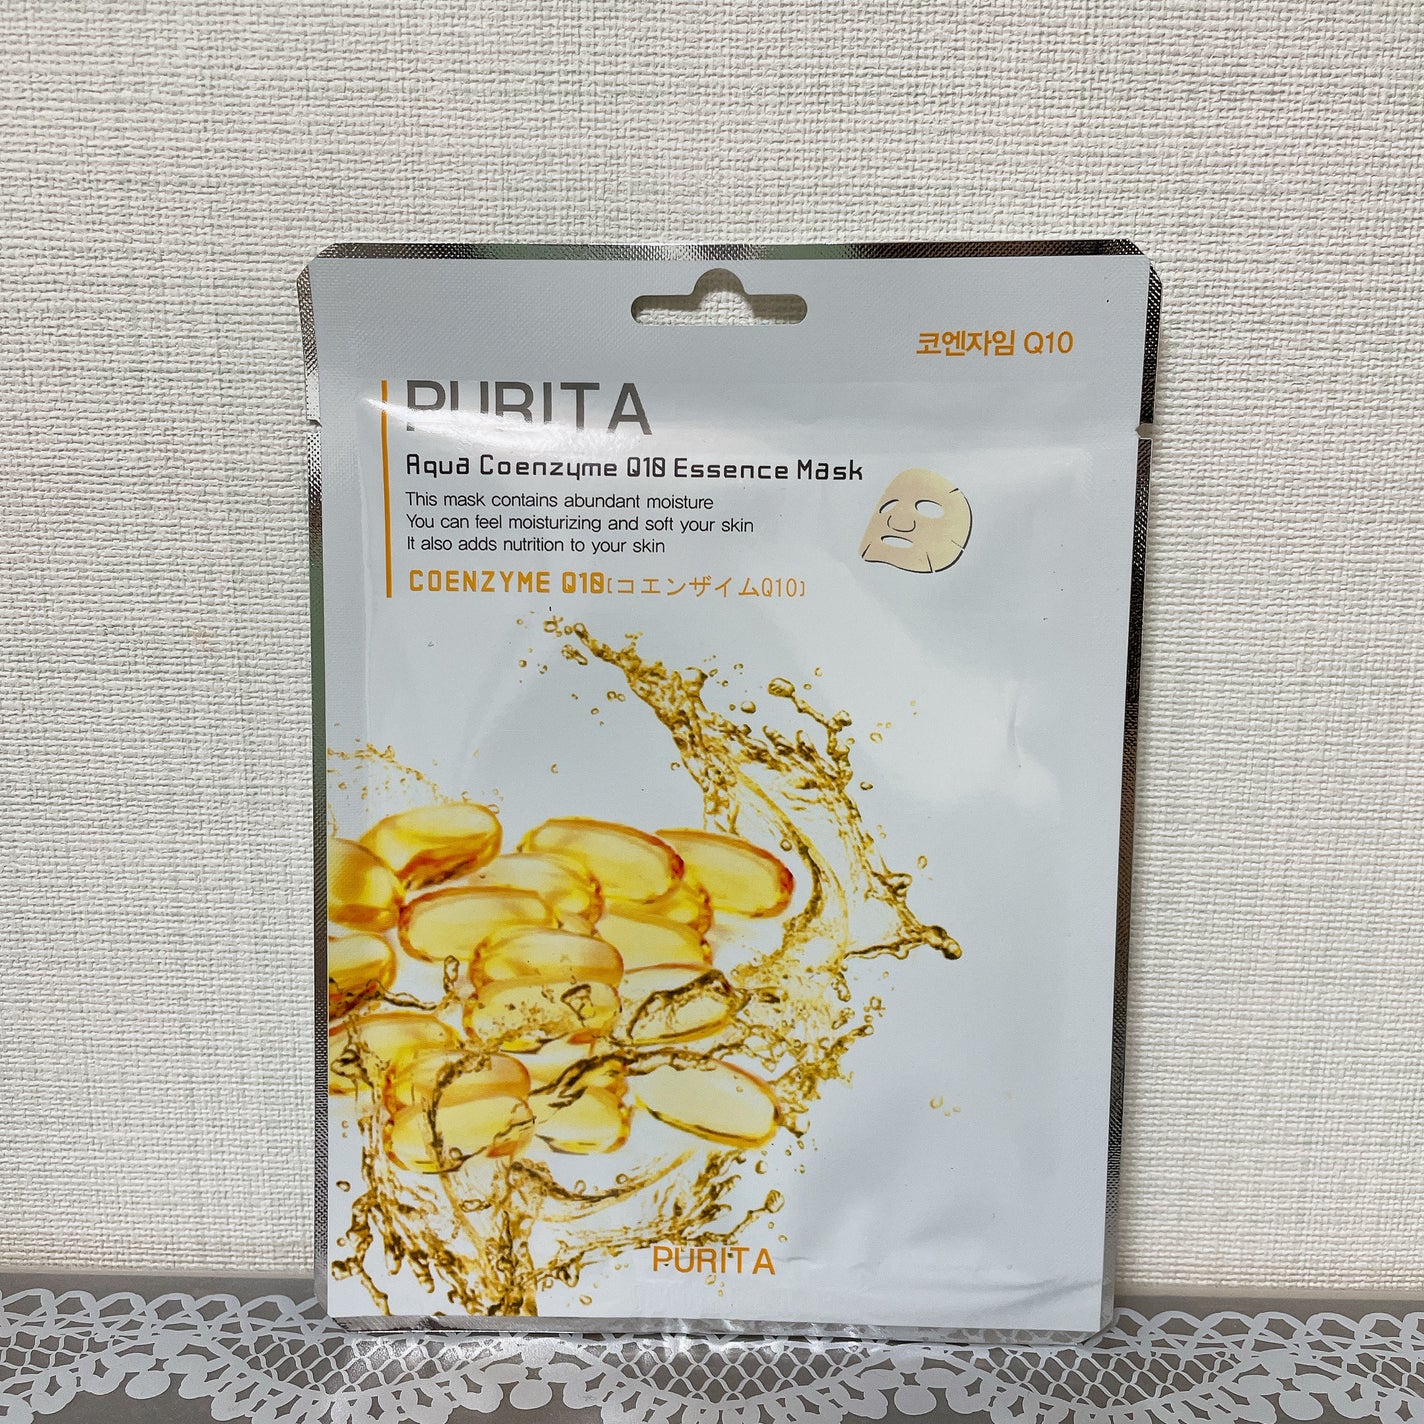 코엔자임 Q10
PURITA
Aqua Coenzyme Q10 Essence Mask
This mask contains abundant moisture
You can feel moisturizing and soft your skin
It also adds nutrition to your skin
COENZYME Q10[コエンザイムQ10]
PURITA